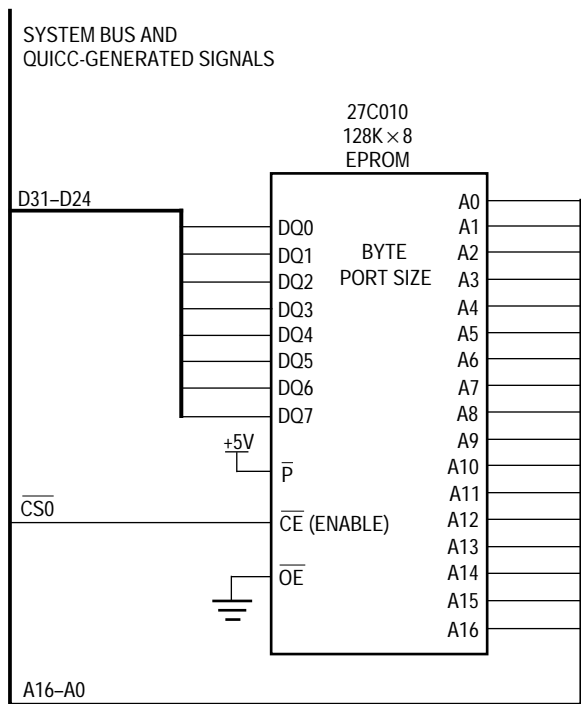 SYSTEM BUS AND
QUICC-GENERATED SIGNALS
27C010
128K × 8
EPROM
D31–D24
DQ0
DQ1
DQ2
DQ3
DQ4
DQ5
DQ6
DQ7
BYTE
PORT SIZE
A0
A1
A2
A3
A4
A5
A6
A7
A8
A9
A10
A11
A12
A13
A14
A15
A16
+5V
P
CS0
CE (ENABLE)
OE
A16–A0